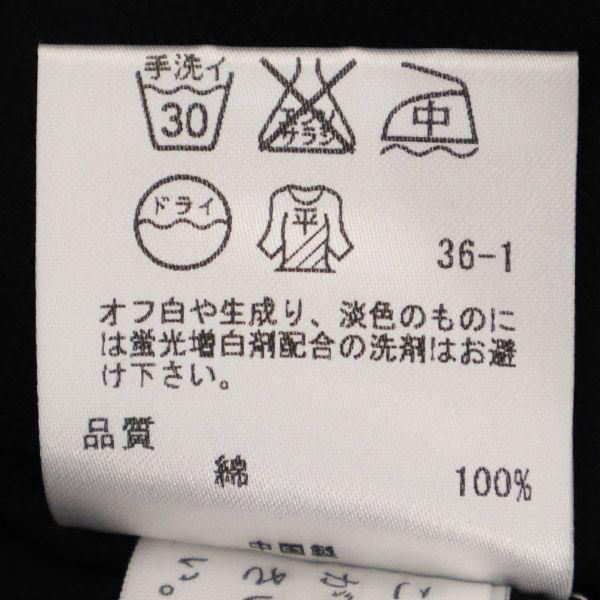 手洗イ
30
エンソ
サラシ
中
ドライ
平
36-1
オフ白や生成り、淡色のものに
は蛍光増白剤配合の洗剤はお避
け下さい。
品質
綿 100%
中国製